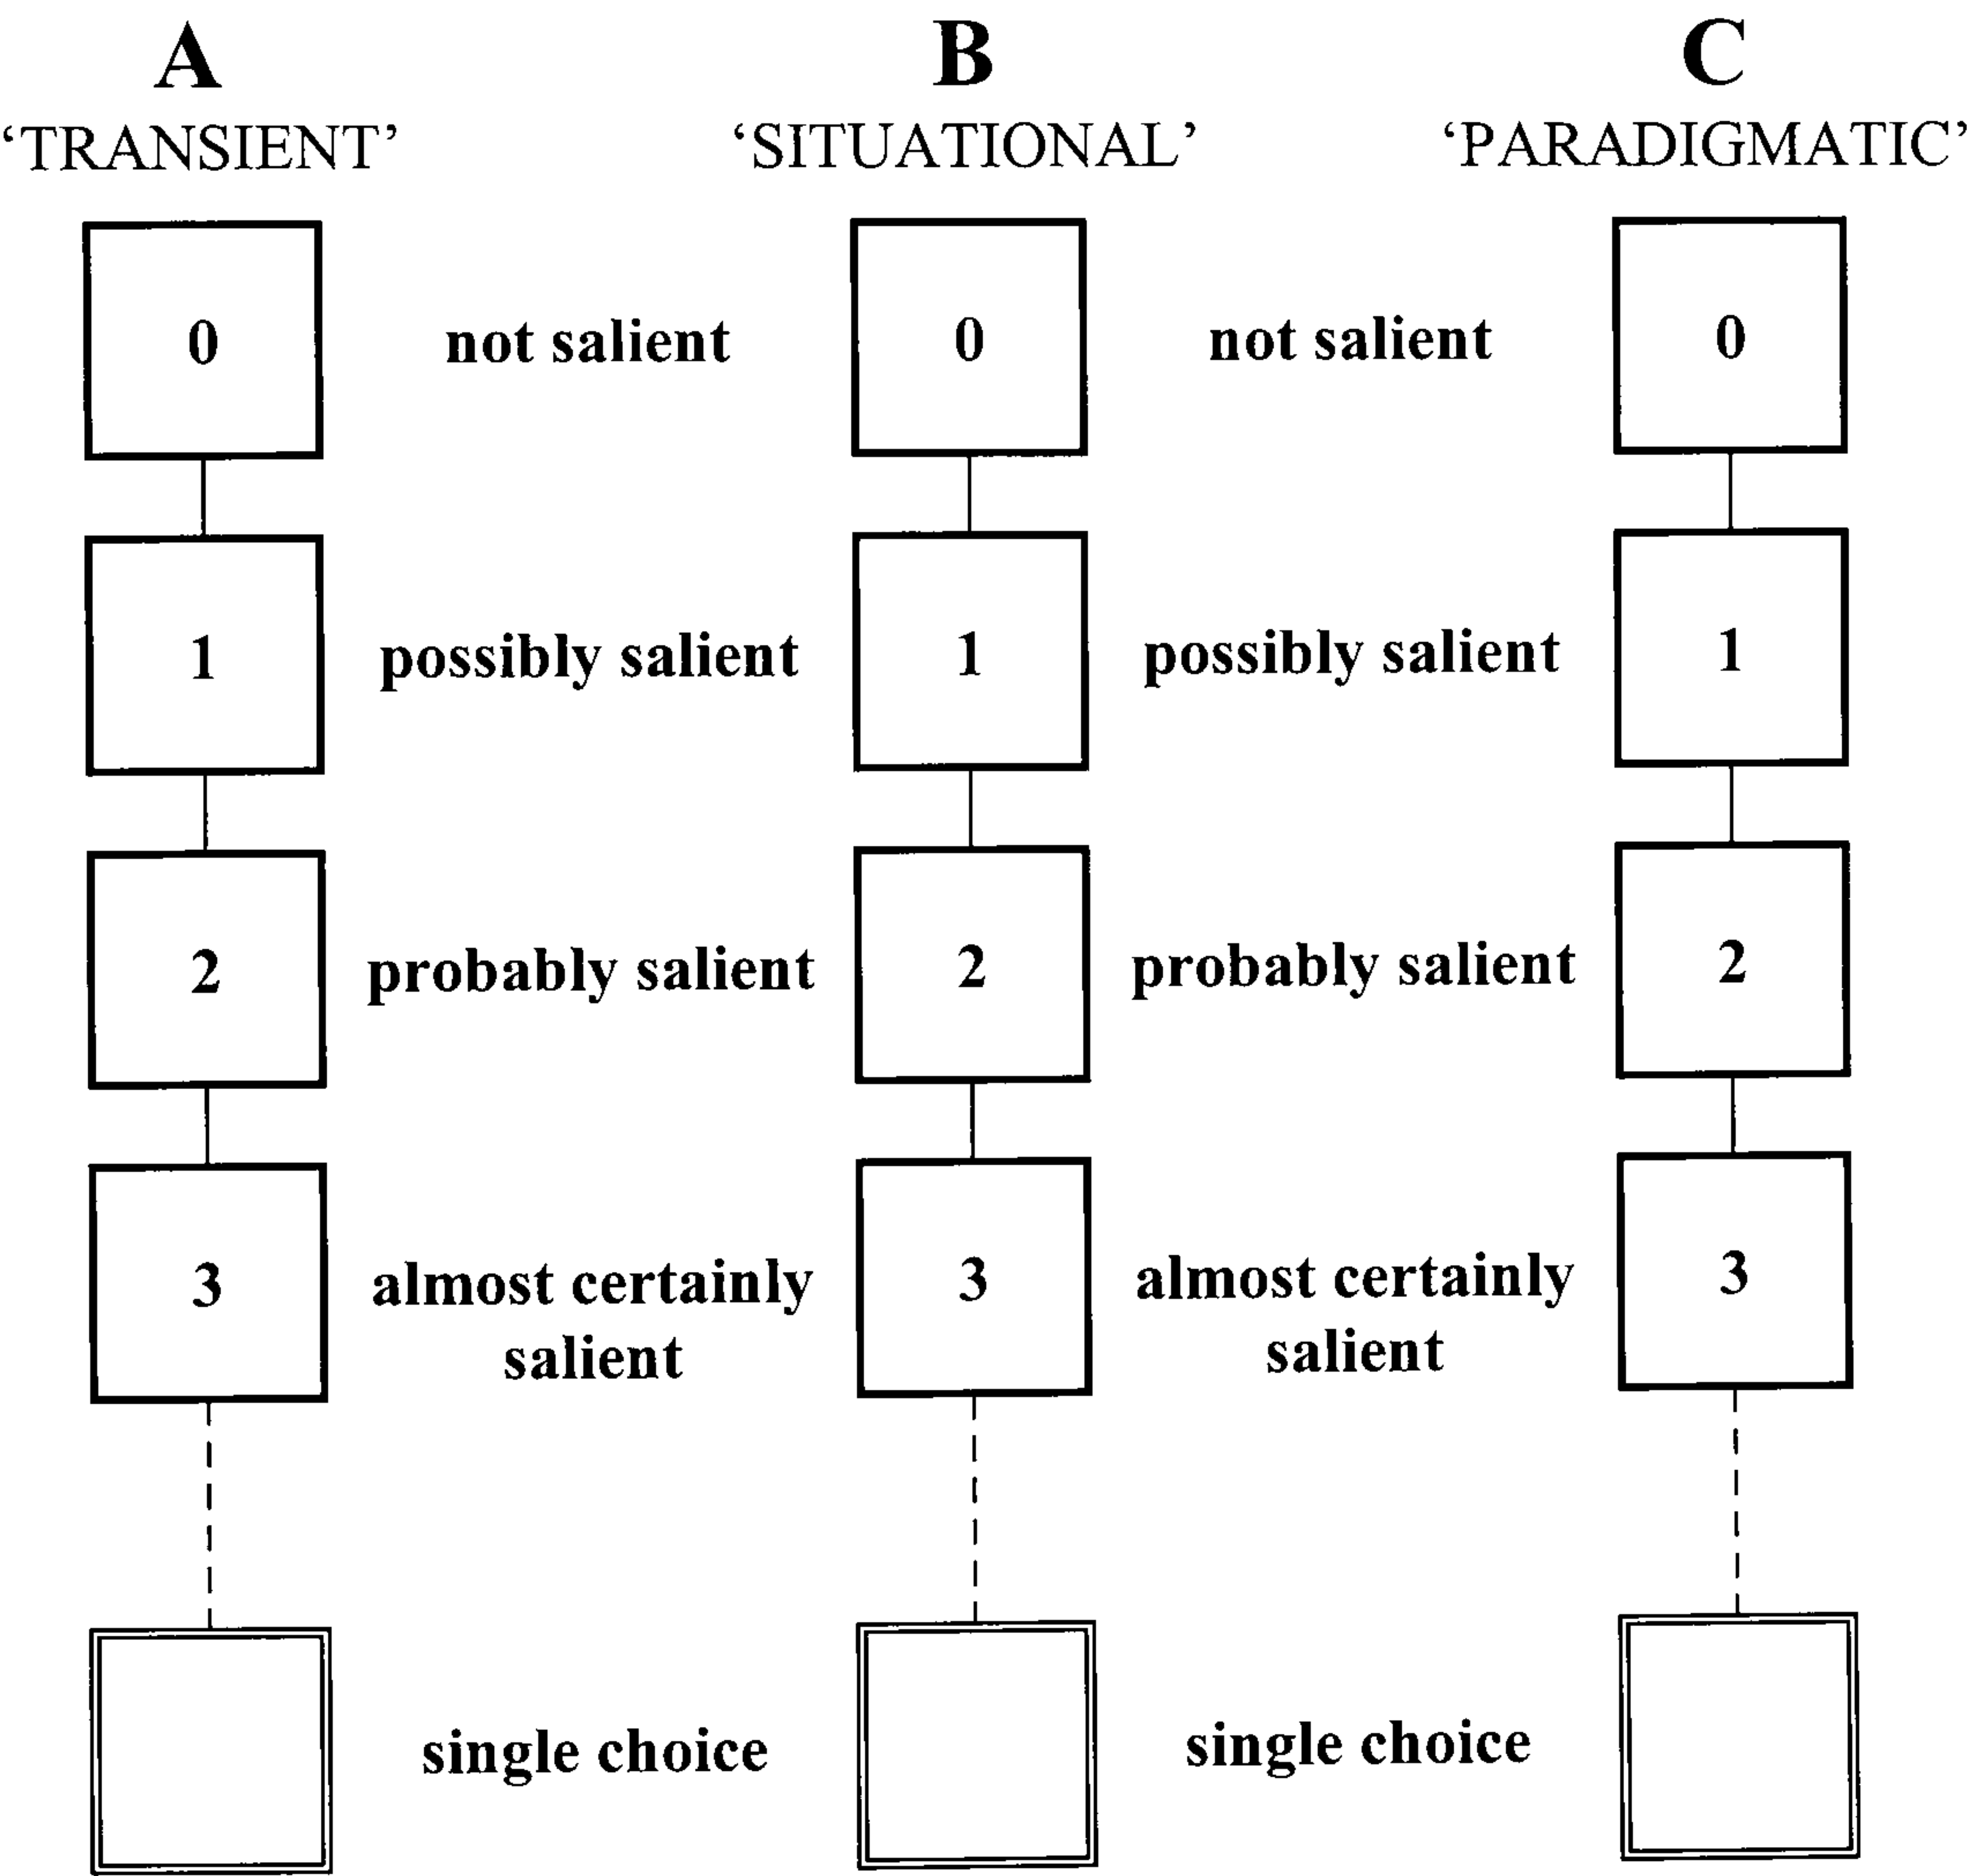 A B C
‘TRANSIENT’ ‘SITUATIONAL’ ‘PARADIGMATIC’
0 not salient 0 not salient 0
1 possibly salient 1 possibly salient 1
2 probably salient 2 probably salient 2
3 almost certainly 3 almost certainly 3
salient salient
single choice single choice